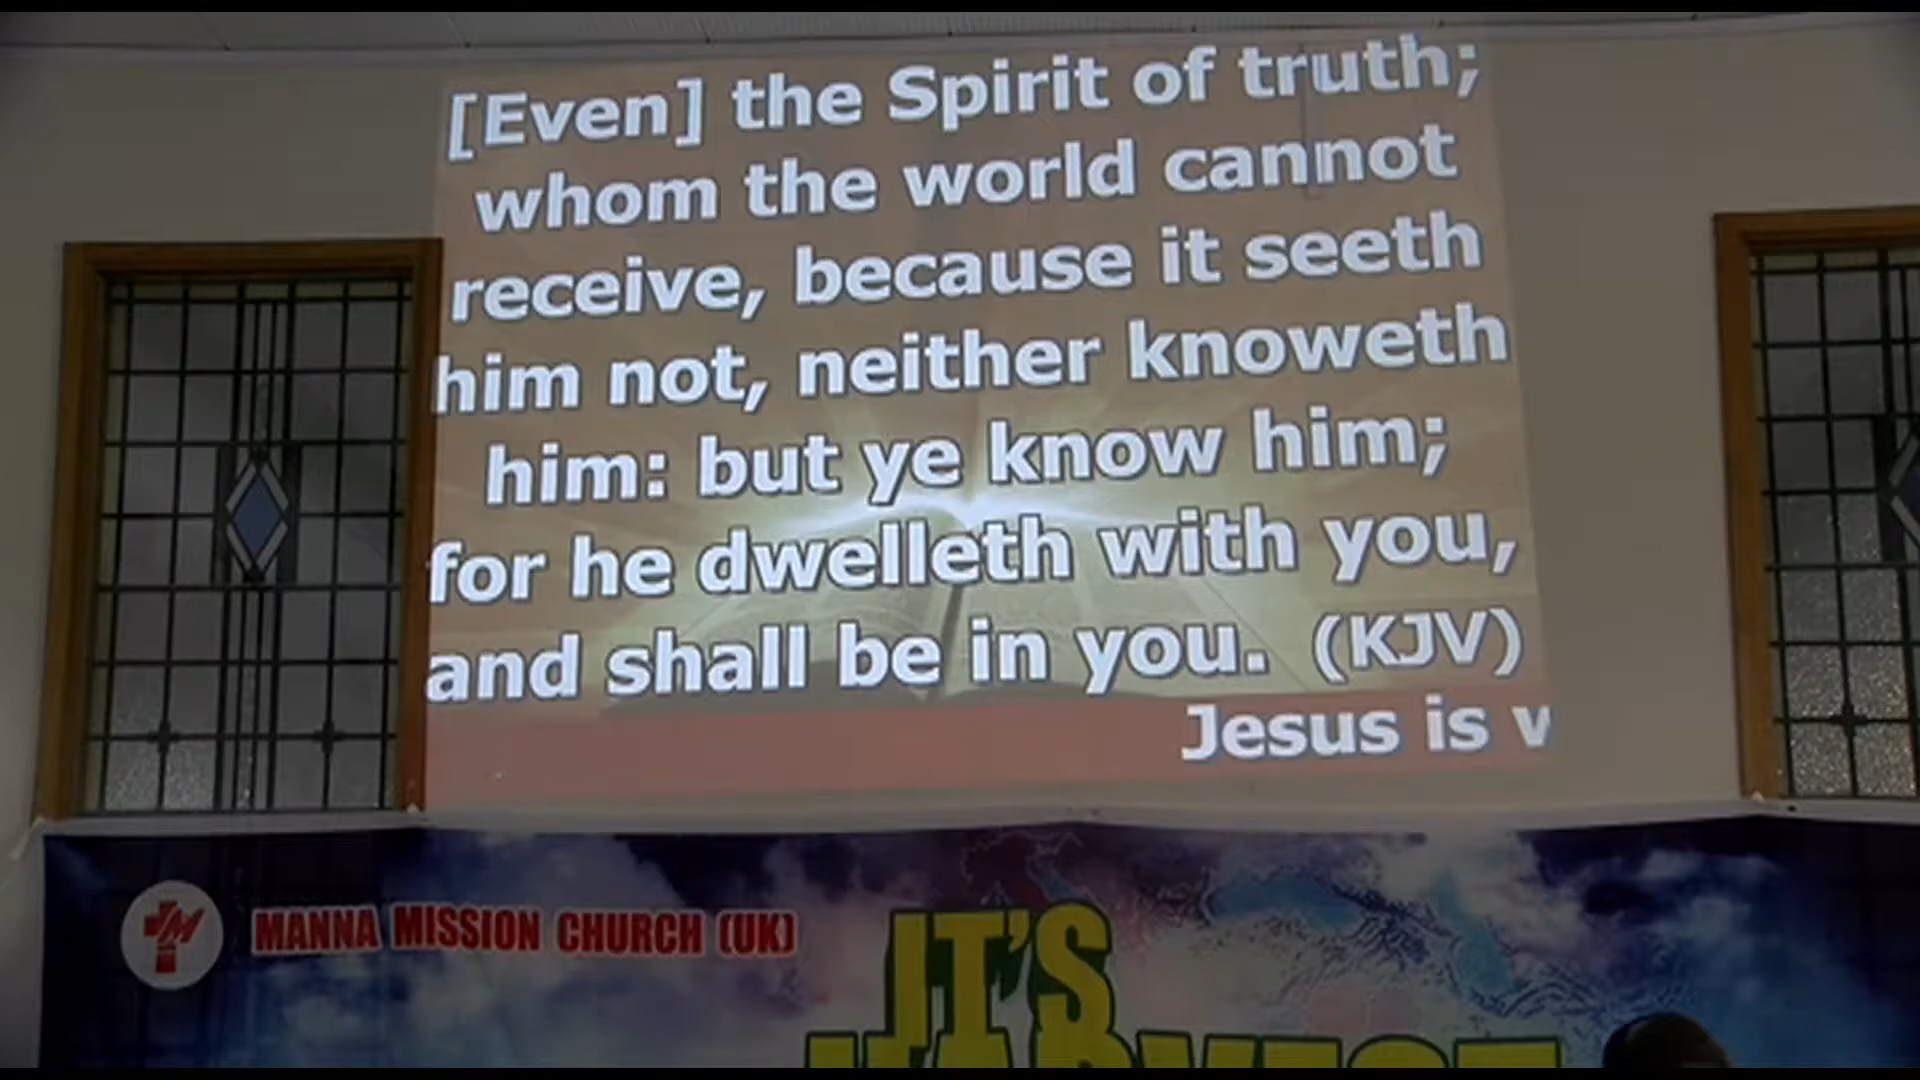 [Even] the Spirit of truth;
whom the world cannot
receive, because it seeth
him not, neither knoweth
him: but ye know him;
for he dwelleth with you,
and shall be in you. (KJV)
Jesus is
M
MANNA MISSION CHURCH (UK)
IT'S